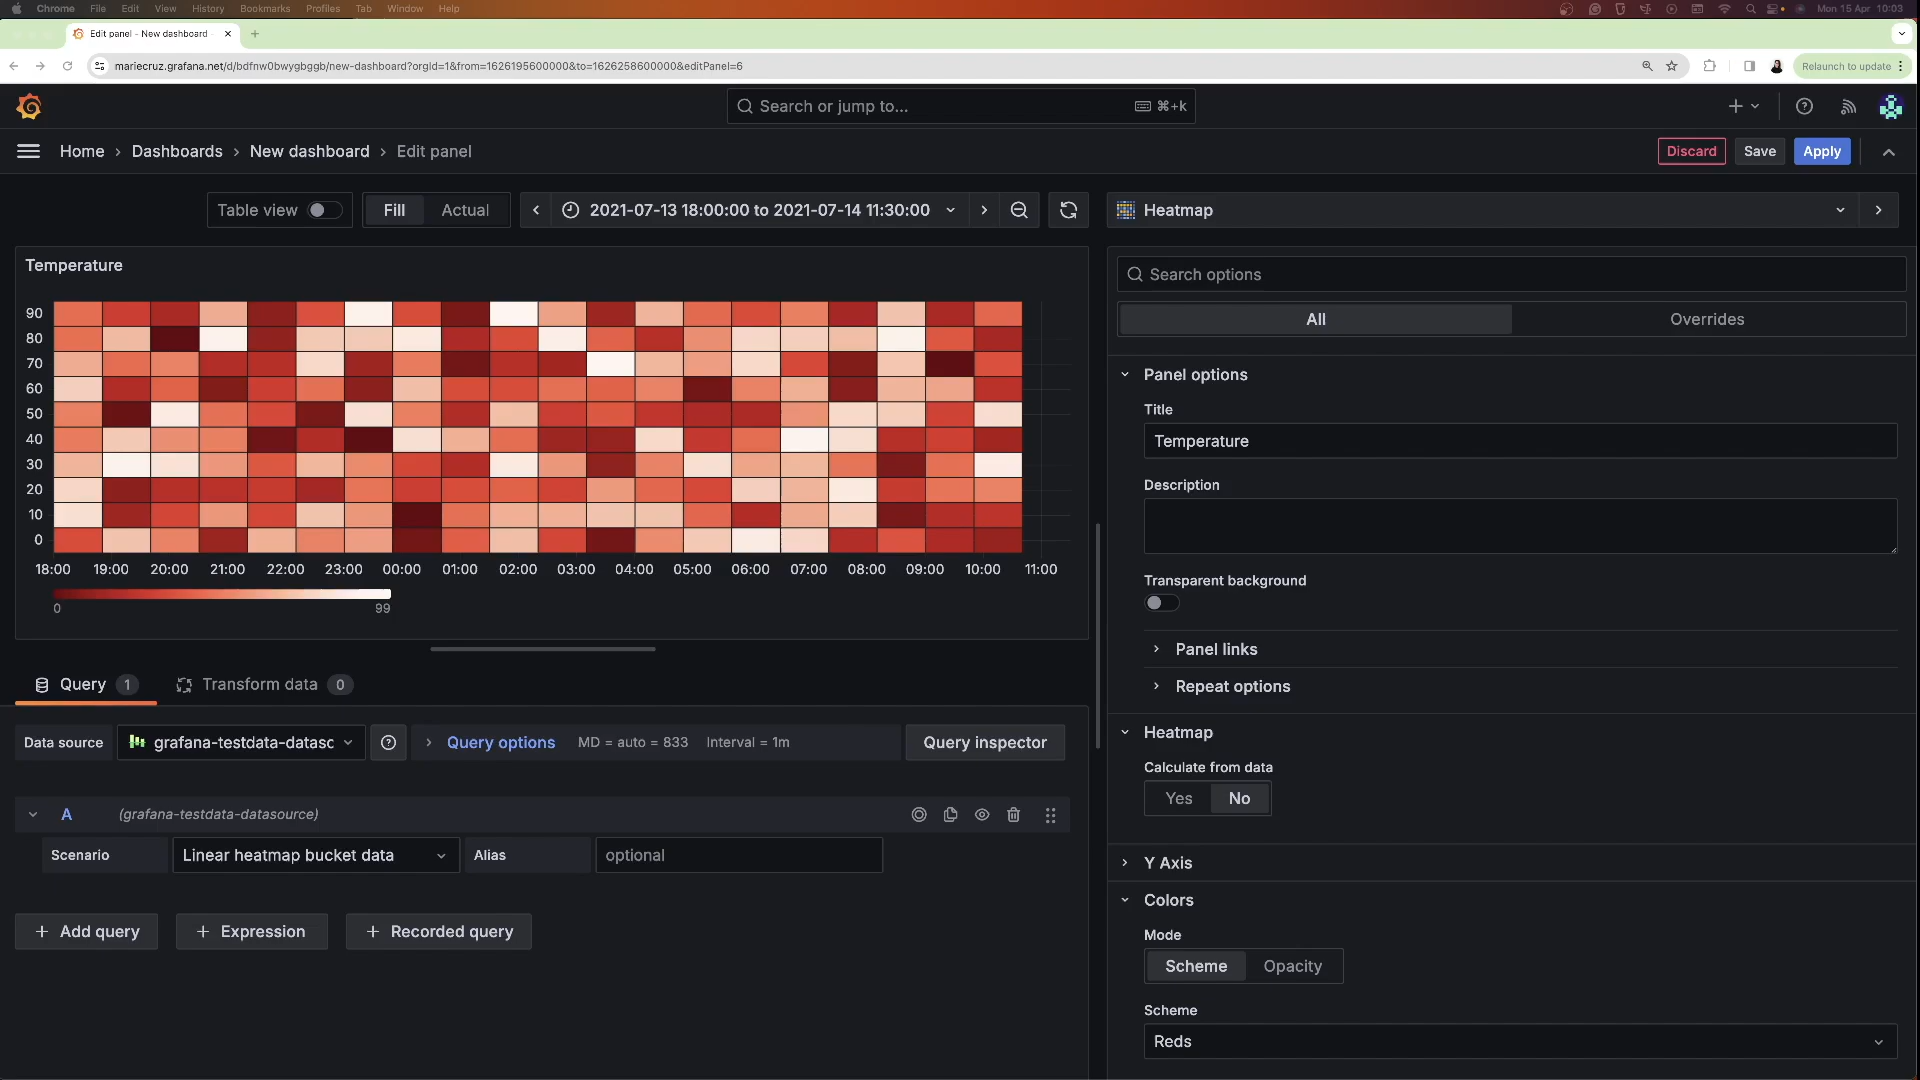 Chrome File Edit View History Bookmarks Profiles Tab Window Help Mon 15 Apr 10:03
Edit panel - New dashboard
mariecruz.grafana.net/d/bdfnw0bwygbggb/new-dashboard?orgId=1&from=1626195600000&to=1626258600000&editPanel=6 Relaunch to update
Search or jump to... ⌘+k
Home › Dashboards › New dashboard › Edit panel Discard Save Apply
Table view Fill Actual 2021-07-13 18:00:00 to 2021-07-14 11:30:00 Heatmap
Temperature
90
80
70
60
50
40
30
20
10
0
18:00 19:00 20:00 21:00 22:00 23:00 00:00 01:00 02:00 03:00 04:00 05:00 06:00 07:00 08:00 09:00 10:00 11:00
0 99
Query 1 Transform data 0
Data source grafana-testdata-datasc Query options MD = auto = 833 Interval = 1m Query inspector
A (grafana-testdata-datasource)
Scenario Linear heatmap bucket data Alias optional
+ Add query + Expression + Recorded query
Search options
All Overrides
Panel options
Title
Temperature
Description
Transparent background
Panel links
Repeat options
Heatmap
Calculate from data
Yes No
Y Axis
Colors
Mode
Scheme Opacity
Scheme
Reds